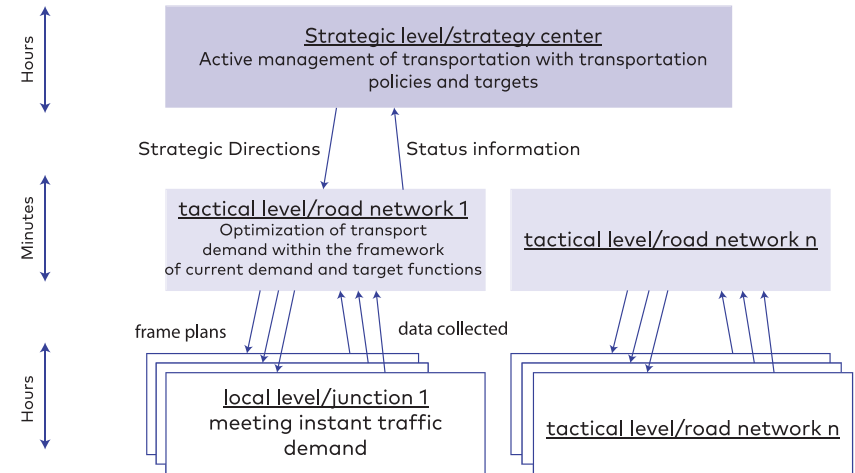 Hours
Strategic level/strategy center
Active management of transportation with transportation
policies and targets
Strategic Directions
Status information
Minutes
tactical level/road network 1
Optimization of transport
demand within the framework
of current demand and target functions
tactical level/road network n
frame plans
data collected
Hours
local level/junction 1
meeting instant traffic
demand
tactical level/road network n